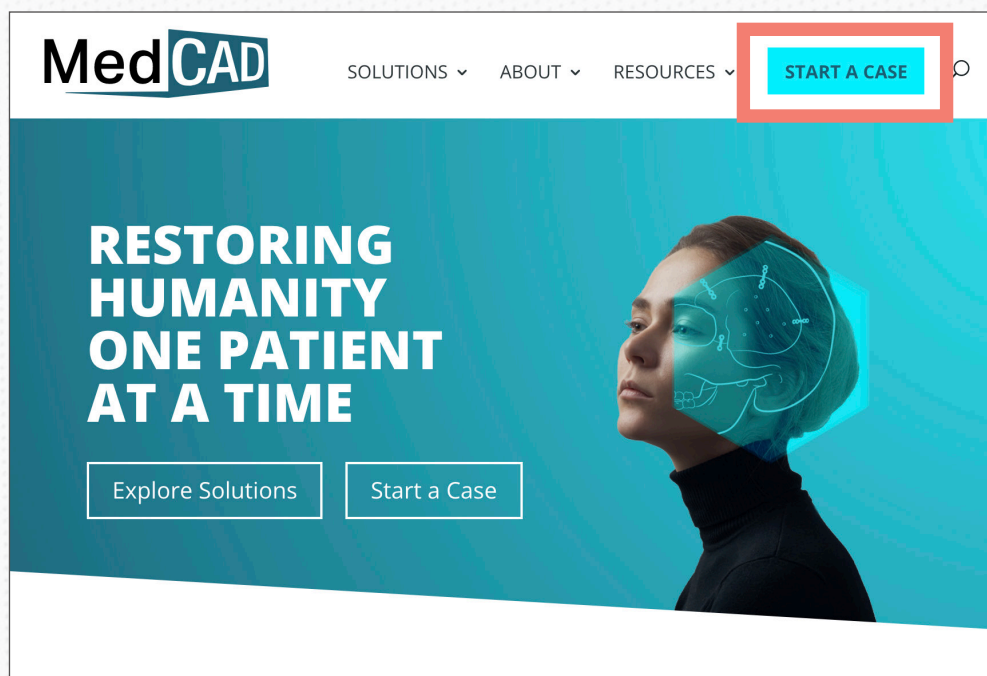 MedCAD
SOLUTIONS ABOUT RESOURCES START A CASE
RESTORING
HUMANITY
ONE PATIENT
AT A TIME
Explore Solutions Start a Case